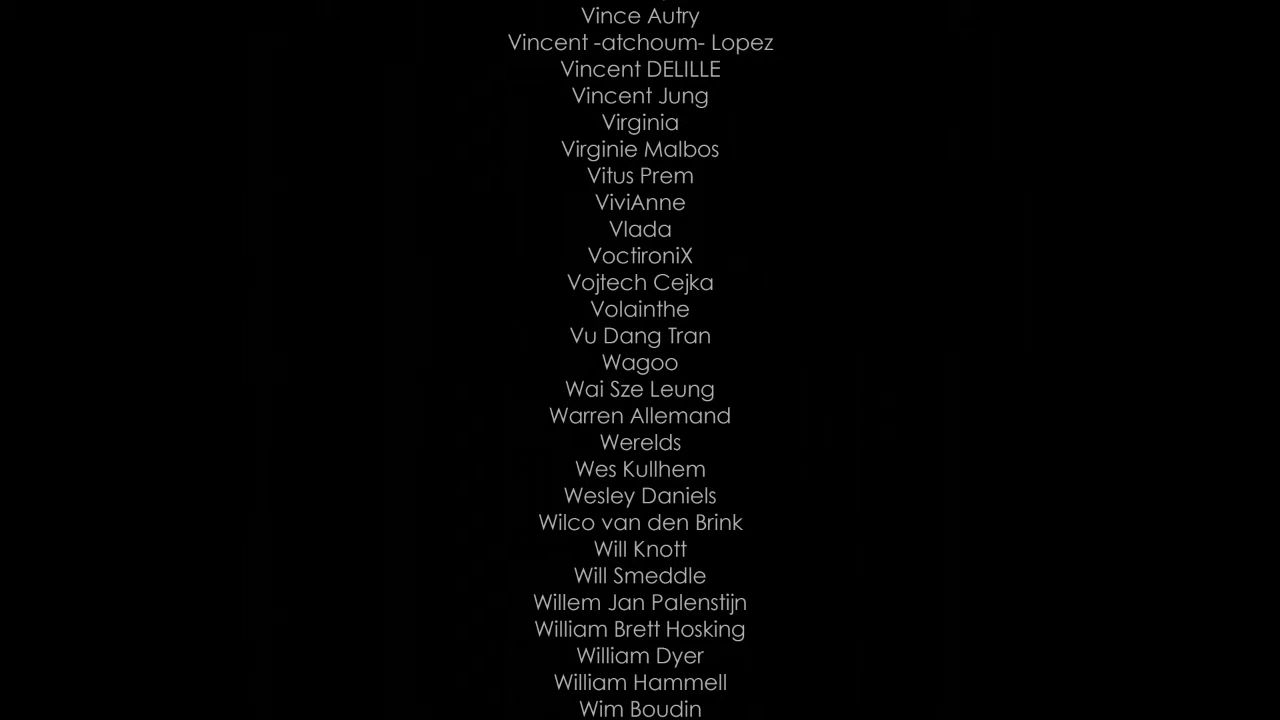 Vince Autry
Vincent -atchoum- Lopez
Vincent DELILLE
Vincent Jung
Virginia
Virginie Malbos
Vitus Prem
ViviAnne
Vlada
VoctironiX
Vojtech Cejka
Volainthe
Vu Dang Tran
Wagoo
Wai Sze Leung
Warren Allemand
Werelds
Wes Kullhem
Wesley Daniels
Wilco van den Brink
Will Knott
Will Smeddle
Willem Jan Palenstijn
William Brett Hosking
William Dyer
William Hammell
Wim Boudin